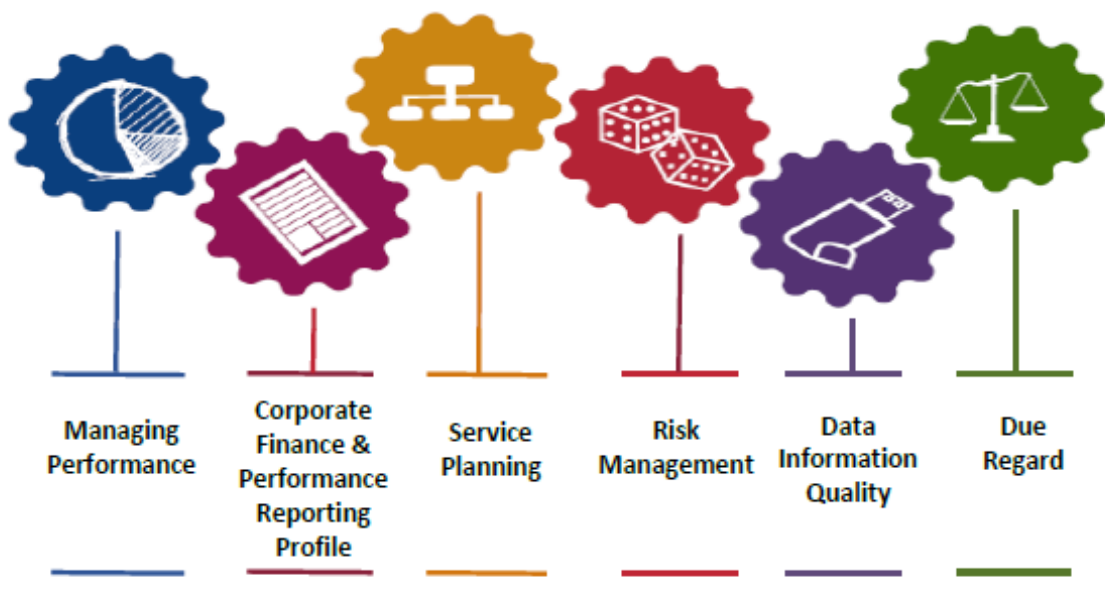 Managing
Performance
Corporate
Finance &
Performance
Reporting
Profile
Service
Planning
Risk
Management
Data
Information
Quality
Due
Regard